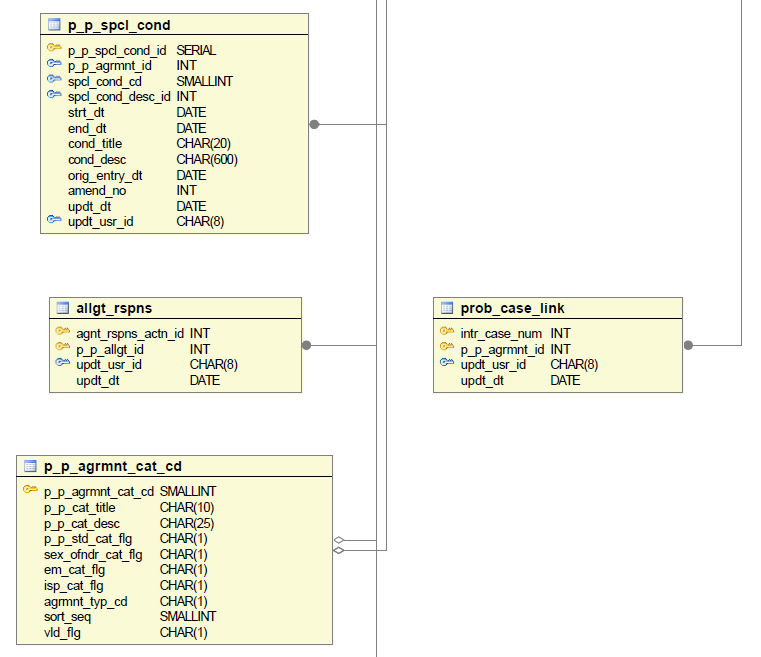 p_p_spcl_cond
p_p_spcl_cond_id SERIAL
p_p_agrmnt_id INT
spcl_cond_cd SMALLINT
spcl_cond_desc_id INT
strt_dt DATE
end_dt DATE
cond_title CHAR(20)
cond_desc CHAR(600)
orig_entry_dt DATE
amend_no INT
updt_dt DATE
updt_usr_id CHAR(8)
allgt_rspns
agnt_rspns_actn_id INT
p_p_allgt_id INT
updt_usr_id CHAR(8)
updt_dt DATE
prob_case_link
intr_case_num INT
p_p_agrmnt_id INT
updt_usr_id CHAR(8)
updt_dt DATE
p_p_agrmnt_cat_cd
p_p_agrmnt_cat_cd SMALLINT
p_p_cat_title CHAR(10)
p_p_cat_desc CHAR(25)
p_p_std_cat_flg CHAR(1)
sex_ofndr_cat_flg CHAR(1)
em_cat_flg CHAR(1)
isp_cat_flg CHAR(1)
agrmnt_typ_cd CHAR(1)
sort_seq SMALLINT
vld_flg CHAR(1)